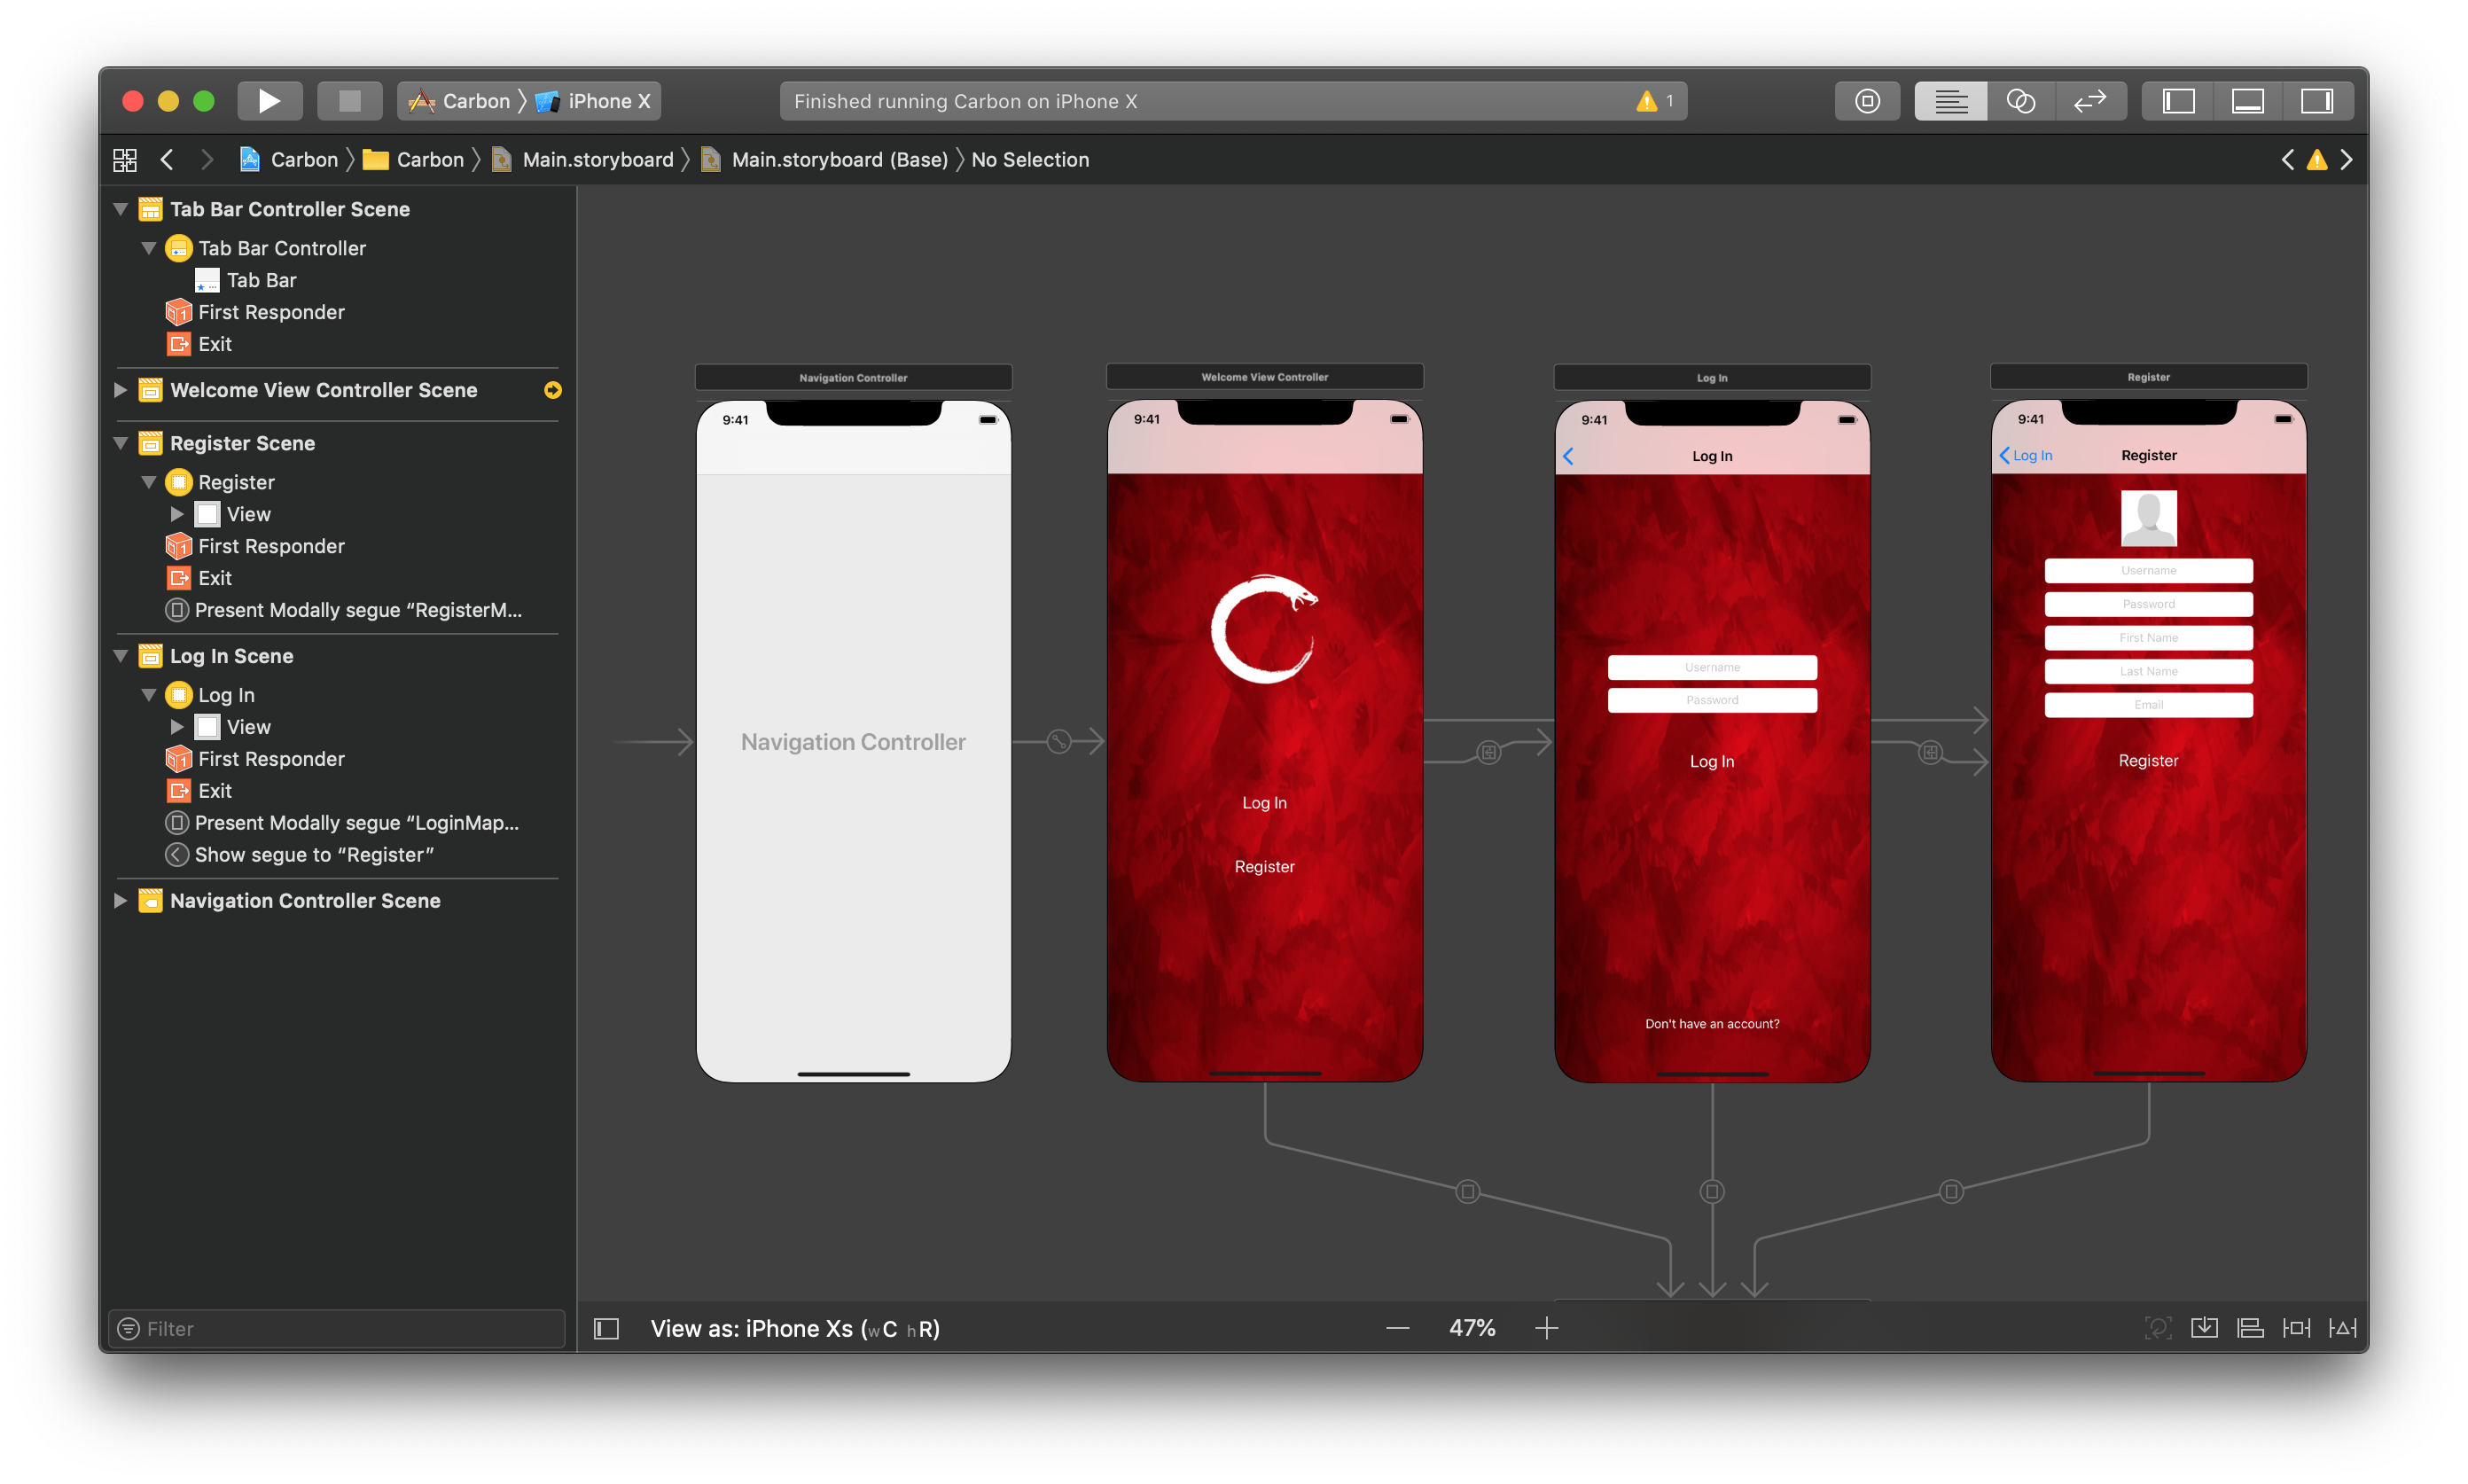 Carbon 〉 iPhone X
Finished running Carbon on iPhone X
1
Carbon 〉 Carbon 〉 Main.storyboard 〉 Main.storyboard (Base) 〉 No Selection
Tab Bar Controller Scene
Tab Bar Controller
Tab Bar
First Responder
Exit
Welcome View Controller Scene
Register Scene
Register
View
First Responder
Exit
Present Modally segue “RegisterM...
Log In Scene
Log In
View
First Responder
Exit
Present Modally segue “LoginMap...
Show segue to “Register”
Navigation Controller Scene
Filter
Navigation Controller
9:41
Navigation Controller
Welcome View Controller
9:41
Log In
Register
Log In
9:41
Log In
Username
Password
Log In
Don't have an account?
Register
9:41
Log In
Register
Username
Password
First Name
Last Name
Email
Register
View as: iPhone Xs (wC hR)
47%